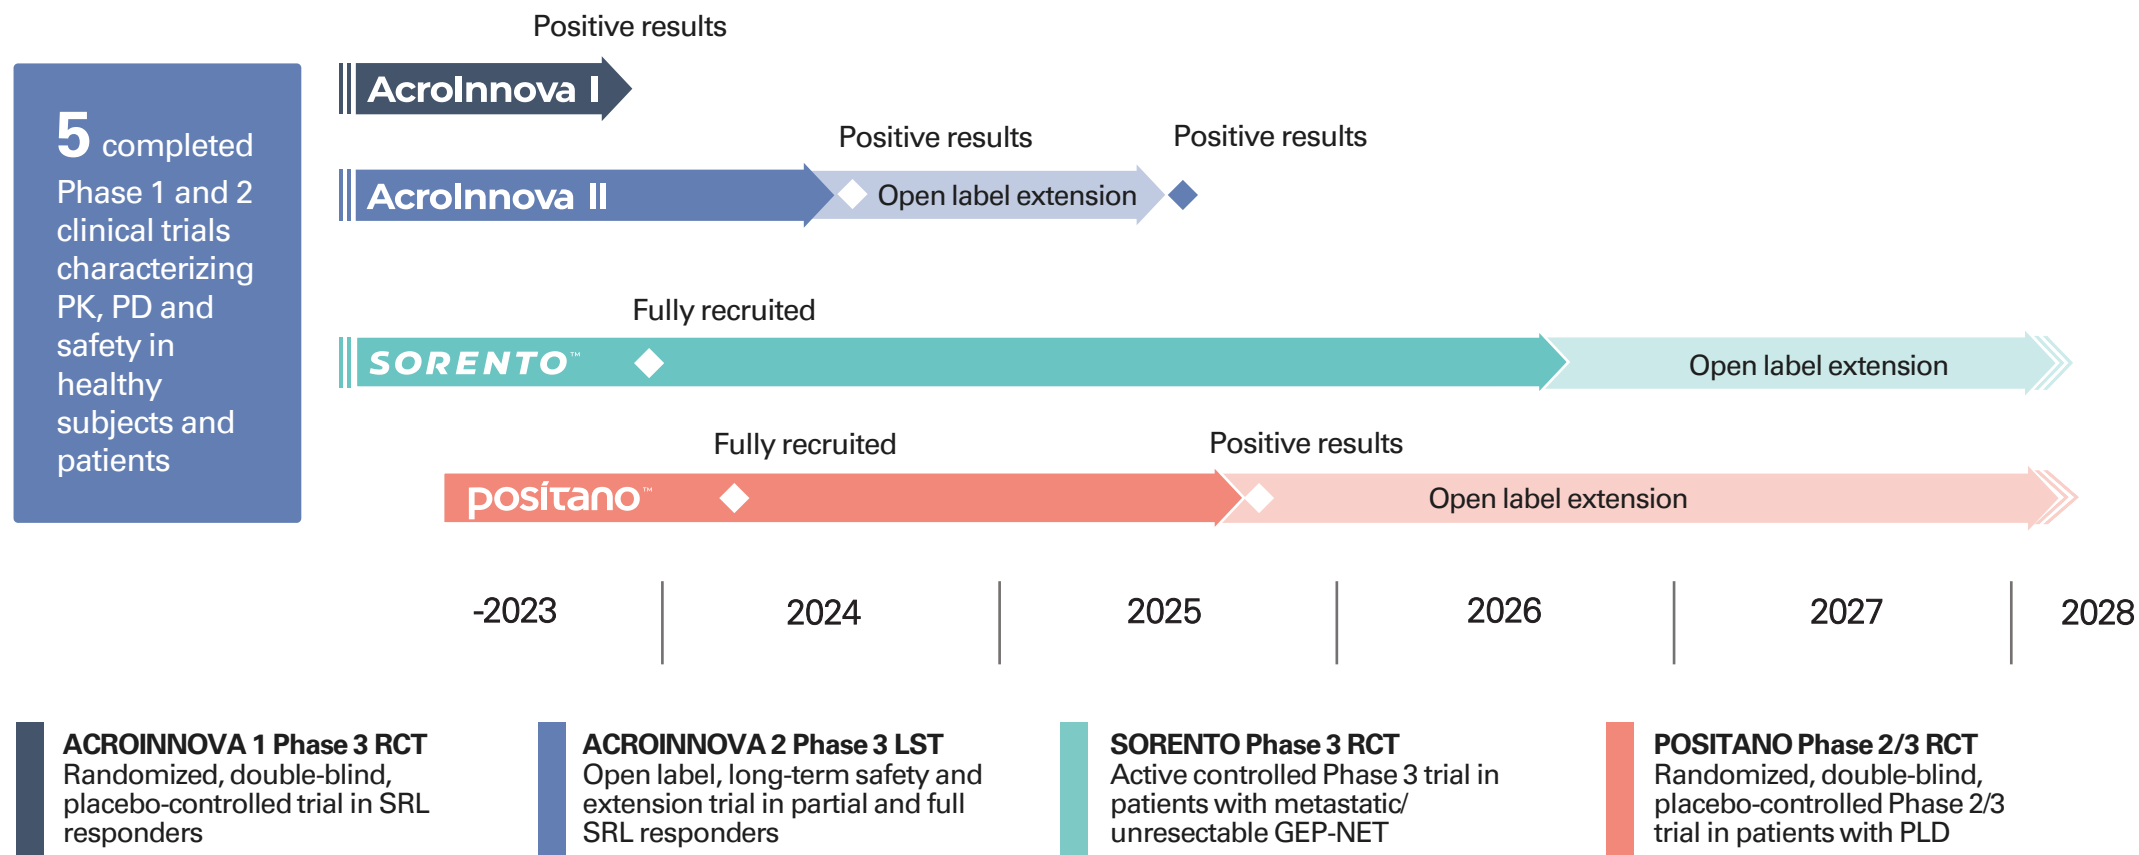 Positive results
AcroInnova I
5 completed
Phase 1 and 2
clinical trials
characterizing
PK, PD and
safety in
healthy
subjects and
patients
Positive results
Positive results
AcroInnova II
Open label extension
Fully recruited
SORENTO™
Open label extension
Fully recruited
Positive results
positano™
Open label extension
-2023
2024
2025
2026
2027
2028
ACROINNOVA 1 Phase 3 RCT
Randomized, double-blind,
placebo-controlled trial in SRL
responders
ACROINNOVA 2 Phase 3 LST
Open label, long-term safety and
extension trial in partial and full
SRL responders
SORENTO Phase 3 RCT
Active controlled Phase 3 trial in
patients with metastatic/
unresectable GEP-NET
POSITANO Phase 2/3 RCT
Randomized, double-blind,
placebo-controlled Phase 2/3
trial in patients with PLD